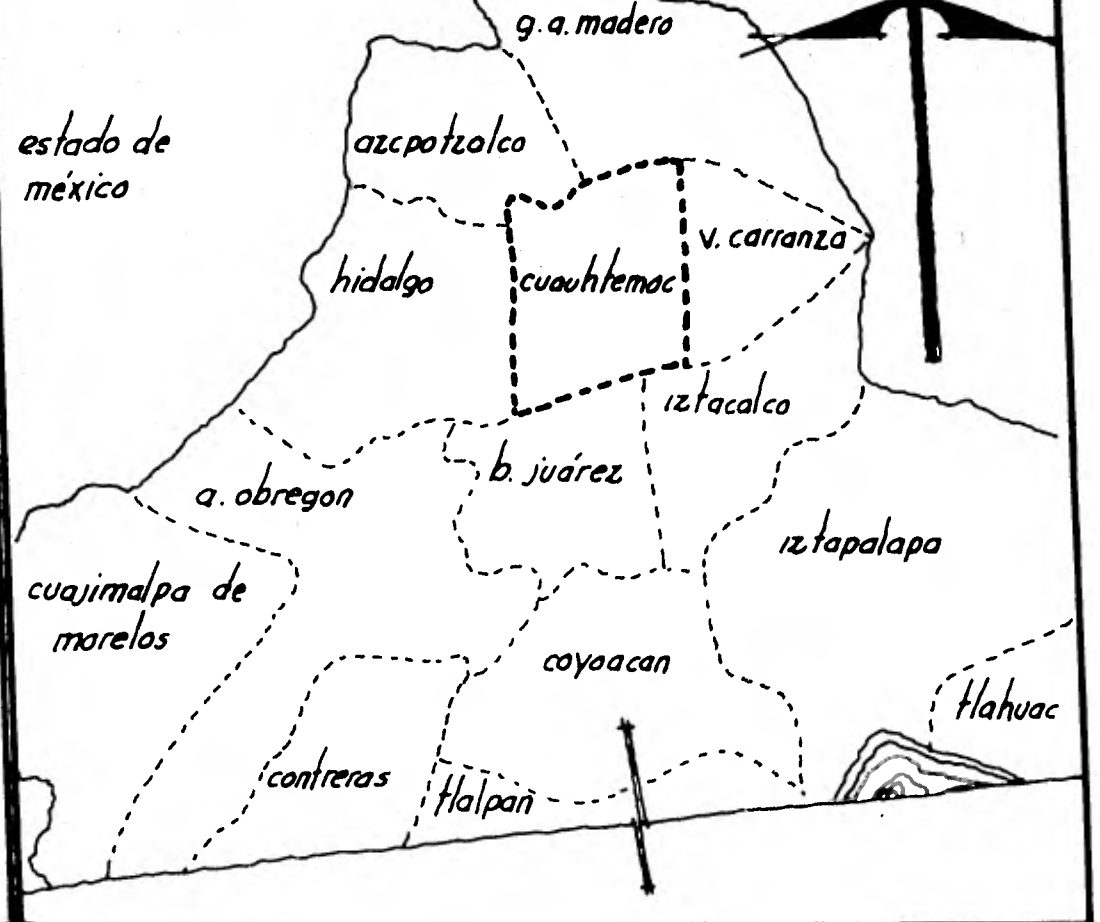 g. a. madero
estado de
méxico
azcpotzalco
v. carranza
hidalgo
cuauhtemoc
iztacalco
b. juárez
a. obregon
iztapalapa
cuajimalpa de
morelos
coyoacan
tlahuac
contreras
tlalpan